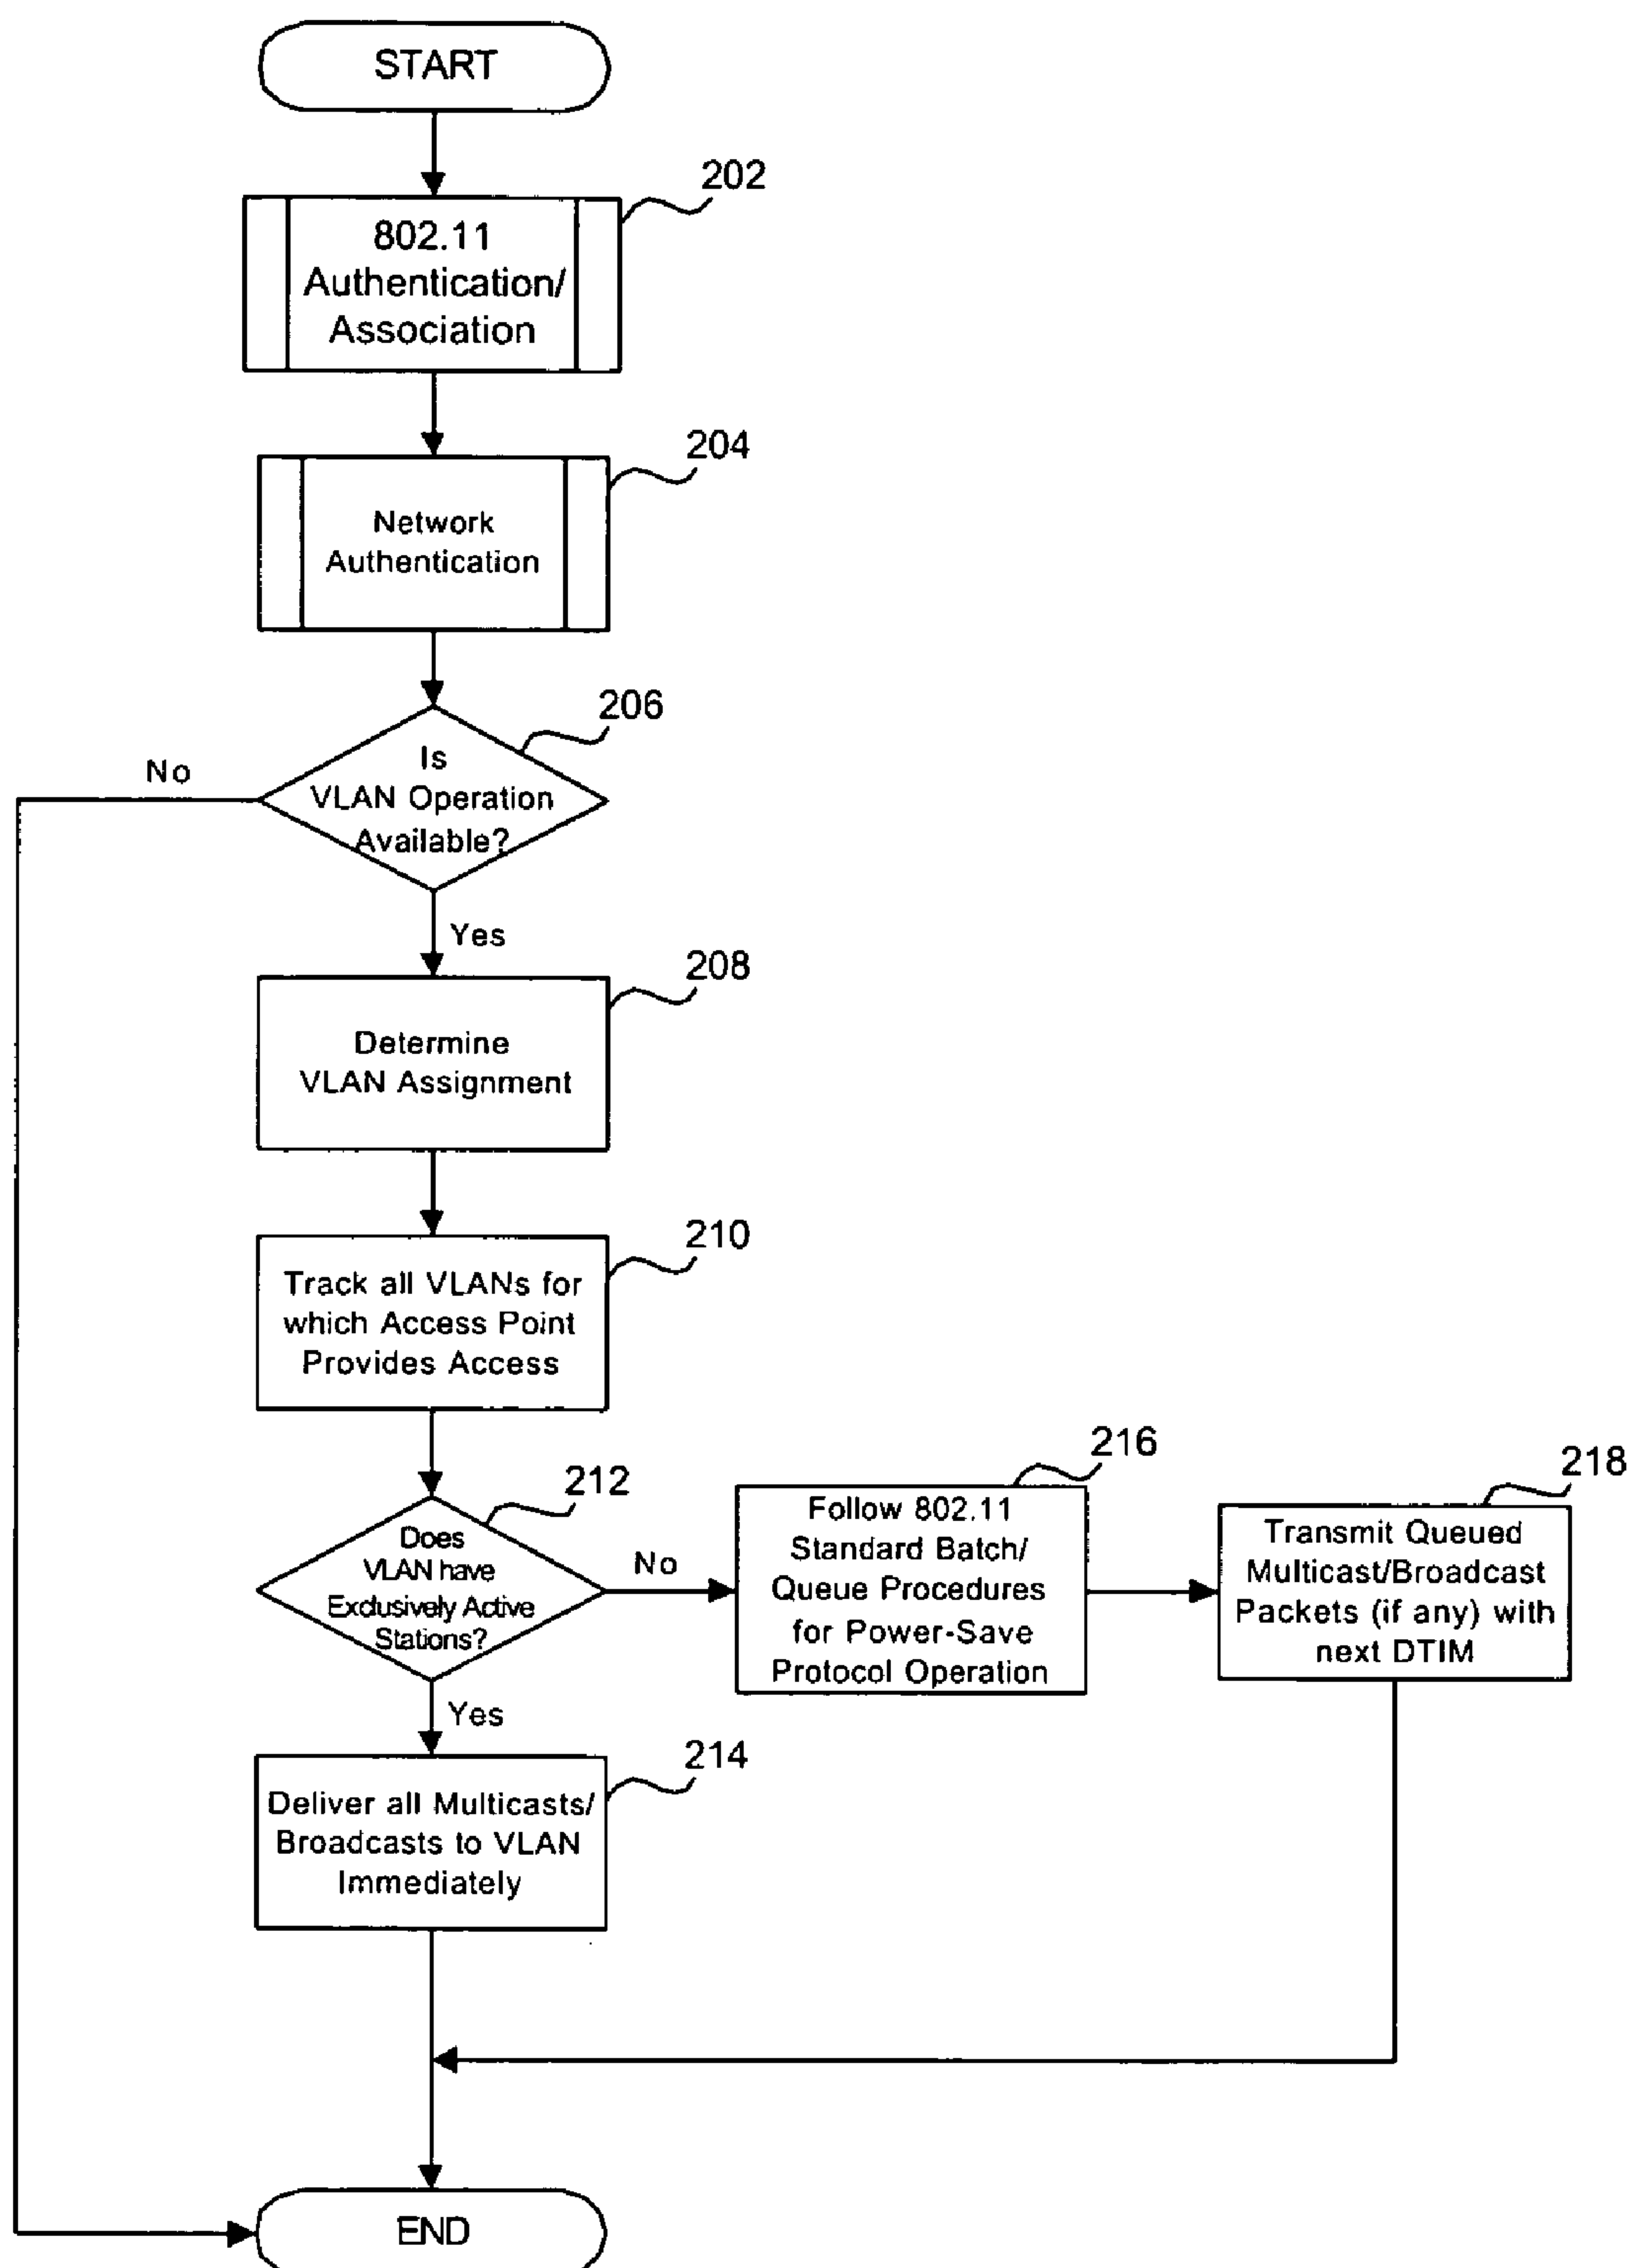 START
202
802.11
Authentication/
Association
204
Network
Authentication
206
Is
VLAN Operation
Available?
No
Yes
208
Determine
VLAN Assignment
210
Track all VLANs for
which Access Point
Provides Access
212
Does
VLAN have
Exclusively Active
Stations?
No
216
Follow 802.11
Standard Batch/
Queue Procedures
for Power-Save
Protocol Operation
218
Transmit Queued
Multicast/Broadcast
Packets (if any) with
next DTIM
Yes
214
Deliver all Multicasts/
Broadcasts to VLAN
Immediately
END